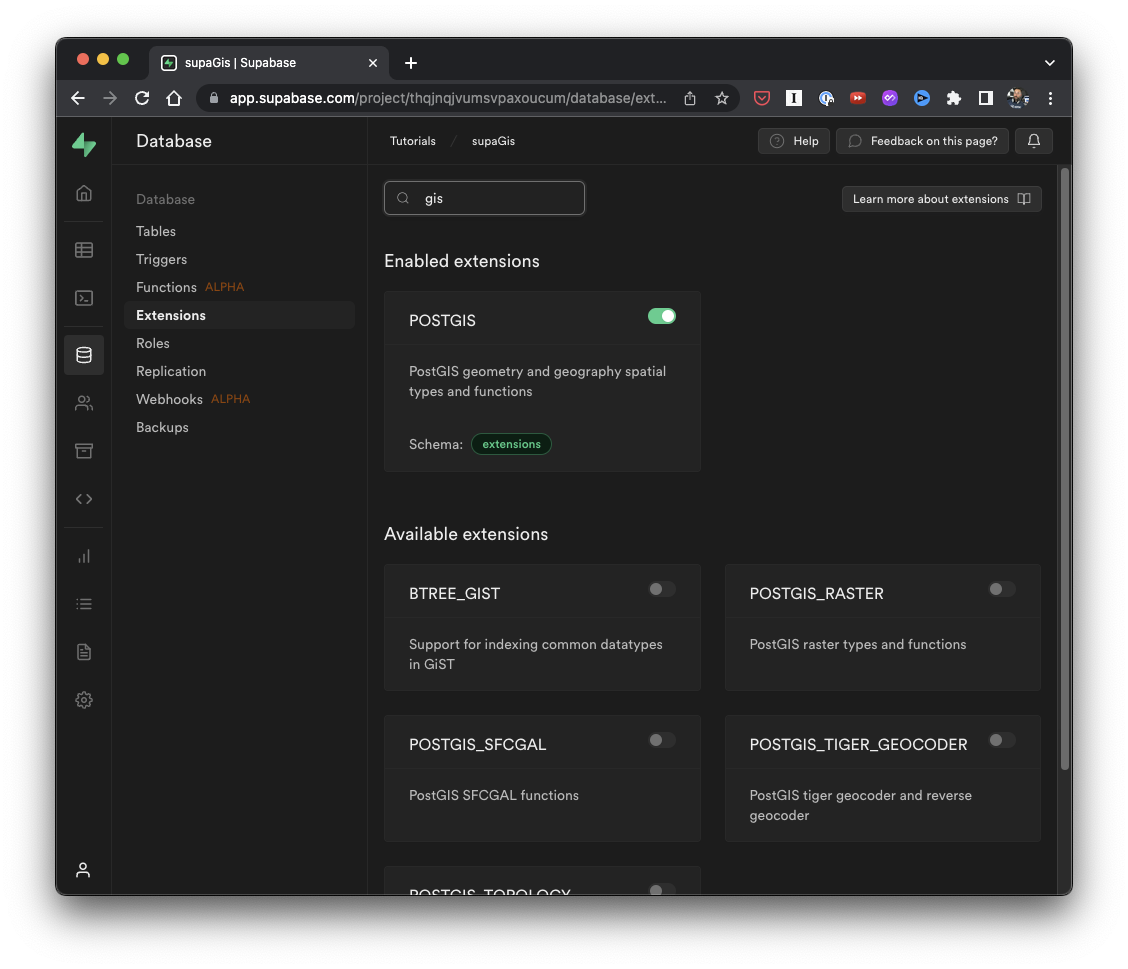 supaGis | Supabase
app.supabase.com/project/thqjnqjvumsvpaxoucum/database/ext...
Database
Tutorials / supaGis
Help
Feedback on this page?
Database
Tables
Triggers
Functions ALPHA
Extensions
Roles
Replication
Webhooks ALPHA
Backups
gis
Learn more about extensions
Enabled extensions
POSTGIS
PostGIS geometry and geography spatial
types and functions
Schema: extensions
Available extensions
BTREE_GIST
Support for indexing common datatypes
in GiST
POSTGIS_RASTER
PostGIS raster types and functions
POSTGIS_SFCGAL
PostGIS SFCGAL functions
POSTGIS_TIGER_GEOCODER
PostGIS tiger geocoder and reverse
geocoder
POSTGIS_TOPOLOGY